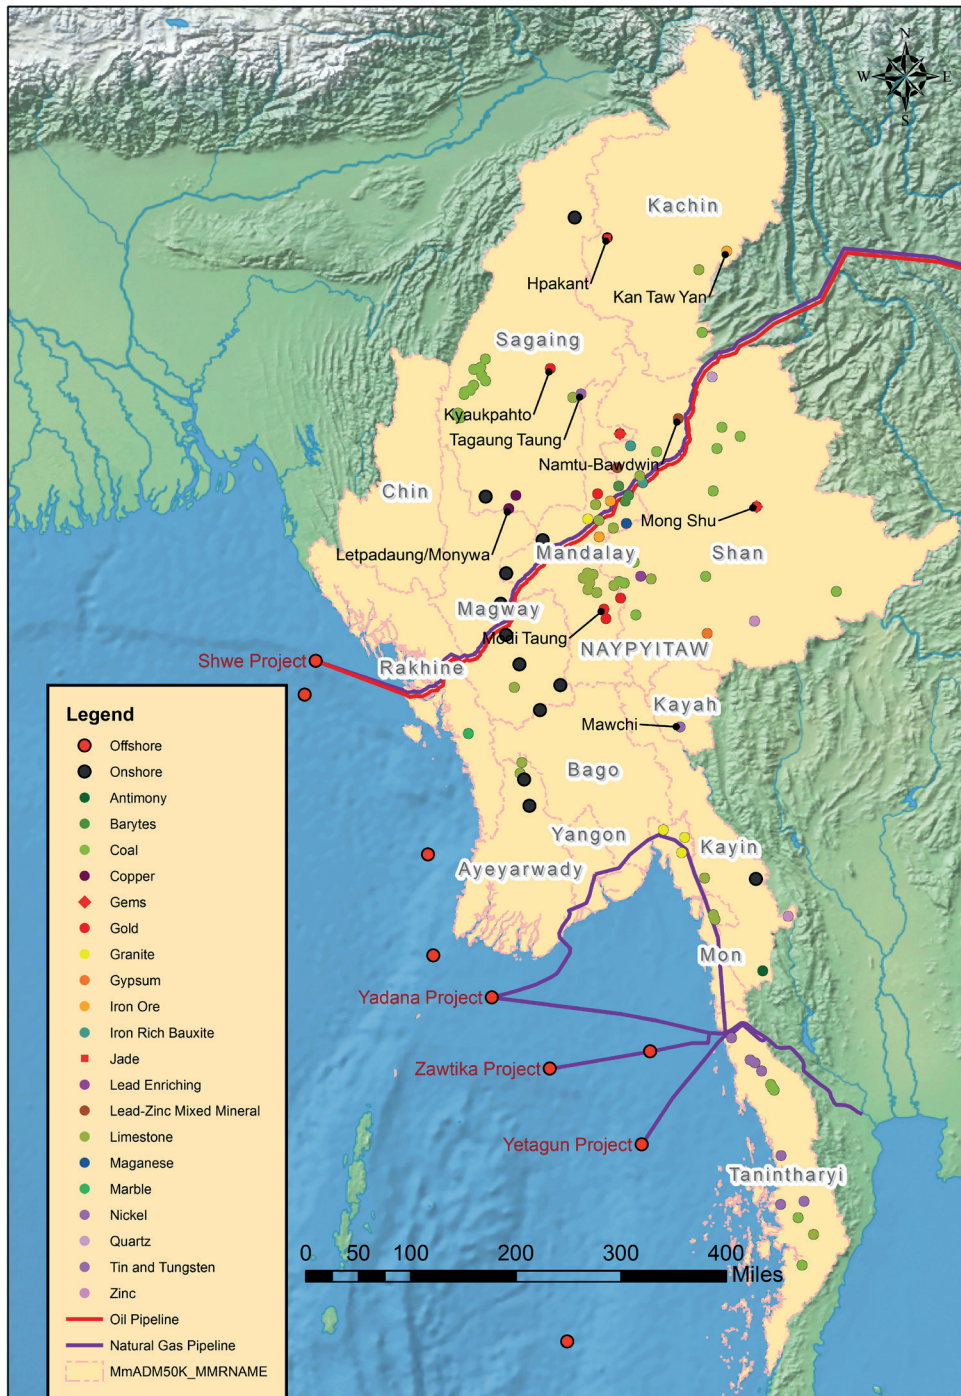 N
W
E
S
Kachin
Hpakant
Kan Taw Yan
Sagaing
Kyaukpahto
Tagaung Taung
Namtu-Bawdwin
Chin
Mong Shu
Letpadaung/Monywa
Mandalay
Shan
Magway
Modi Taung
NAYPYITAW
Shwe Project
Rakhine
Kayah
Mawchi
Bago
Yangon
Kayin
Ayeyarwady
Mon
Yadana Project
Zawtika Project
Yetagun Project
Tanintharyi
0 50 100 200 300 400
Miles
Legend
Offshore
Onshore
Antimony
Barytes
Coal
Copper
Gems
Gold
Granite
Gypsum
Iron Ore
Iron Rich Bauxite
Jade
Lead Enriching
Lead-Zinc Mixed Mineral
Limestone
Maganese
Marble
Nickel
Quartz
Tin and Tungsten
Zinc
Oil Pipeline
Natural Gas Pipeline
MmADM50K_MMRNAME